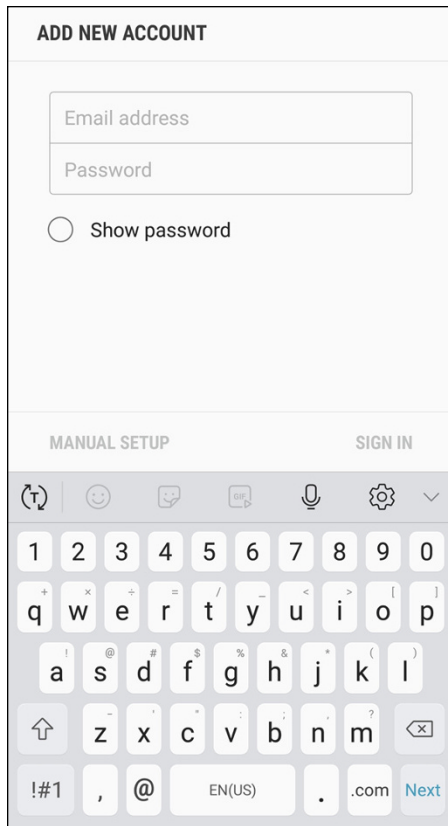 ADD NEW ACCOUNT
Email address
Password
Show password
MANUAL SETUP SIGN IN
T GIF
1 2 3 4 5 6 7 8 9 0
+ × ÷ = / _ < > [ ]
q w e r t y u i o p
! @ # $ % & * ( )
a s d f g h j k l
- ' " : ; , ?
z x c v b n m
!#1 , @ EN(US) . .com Next